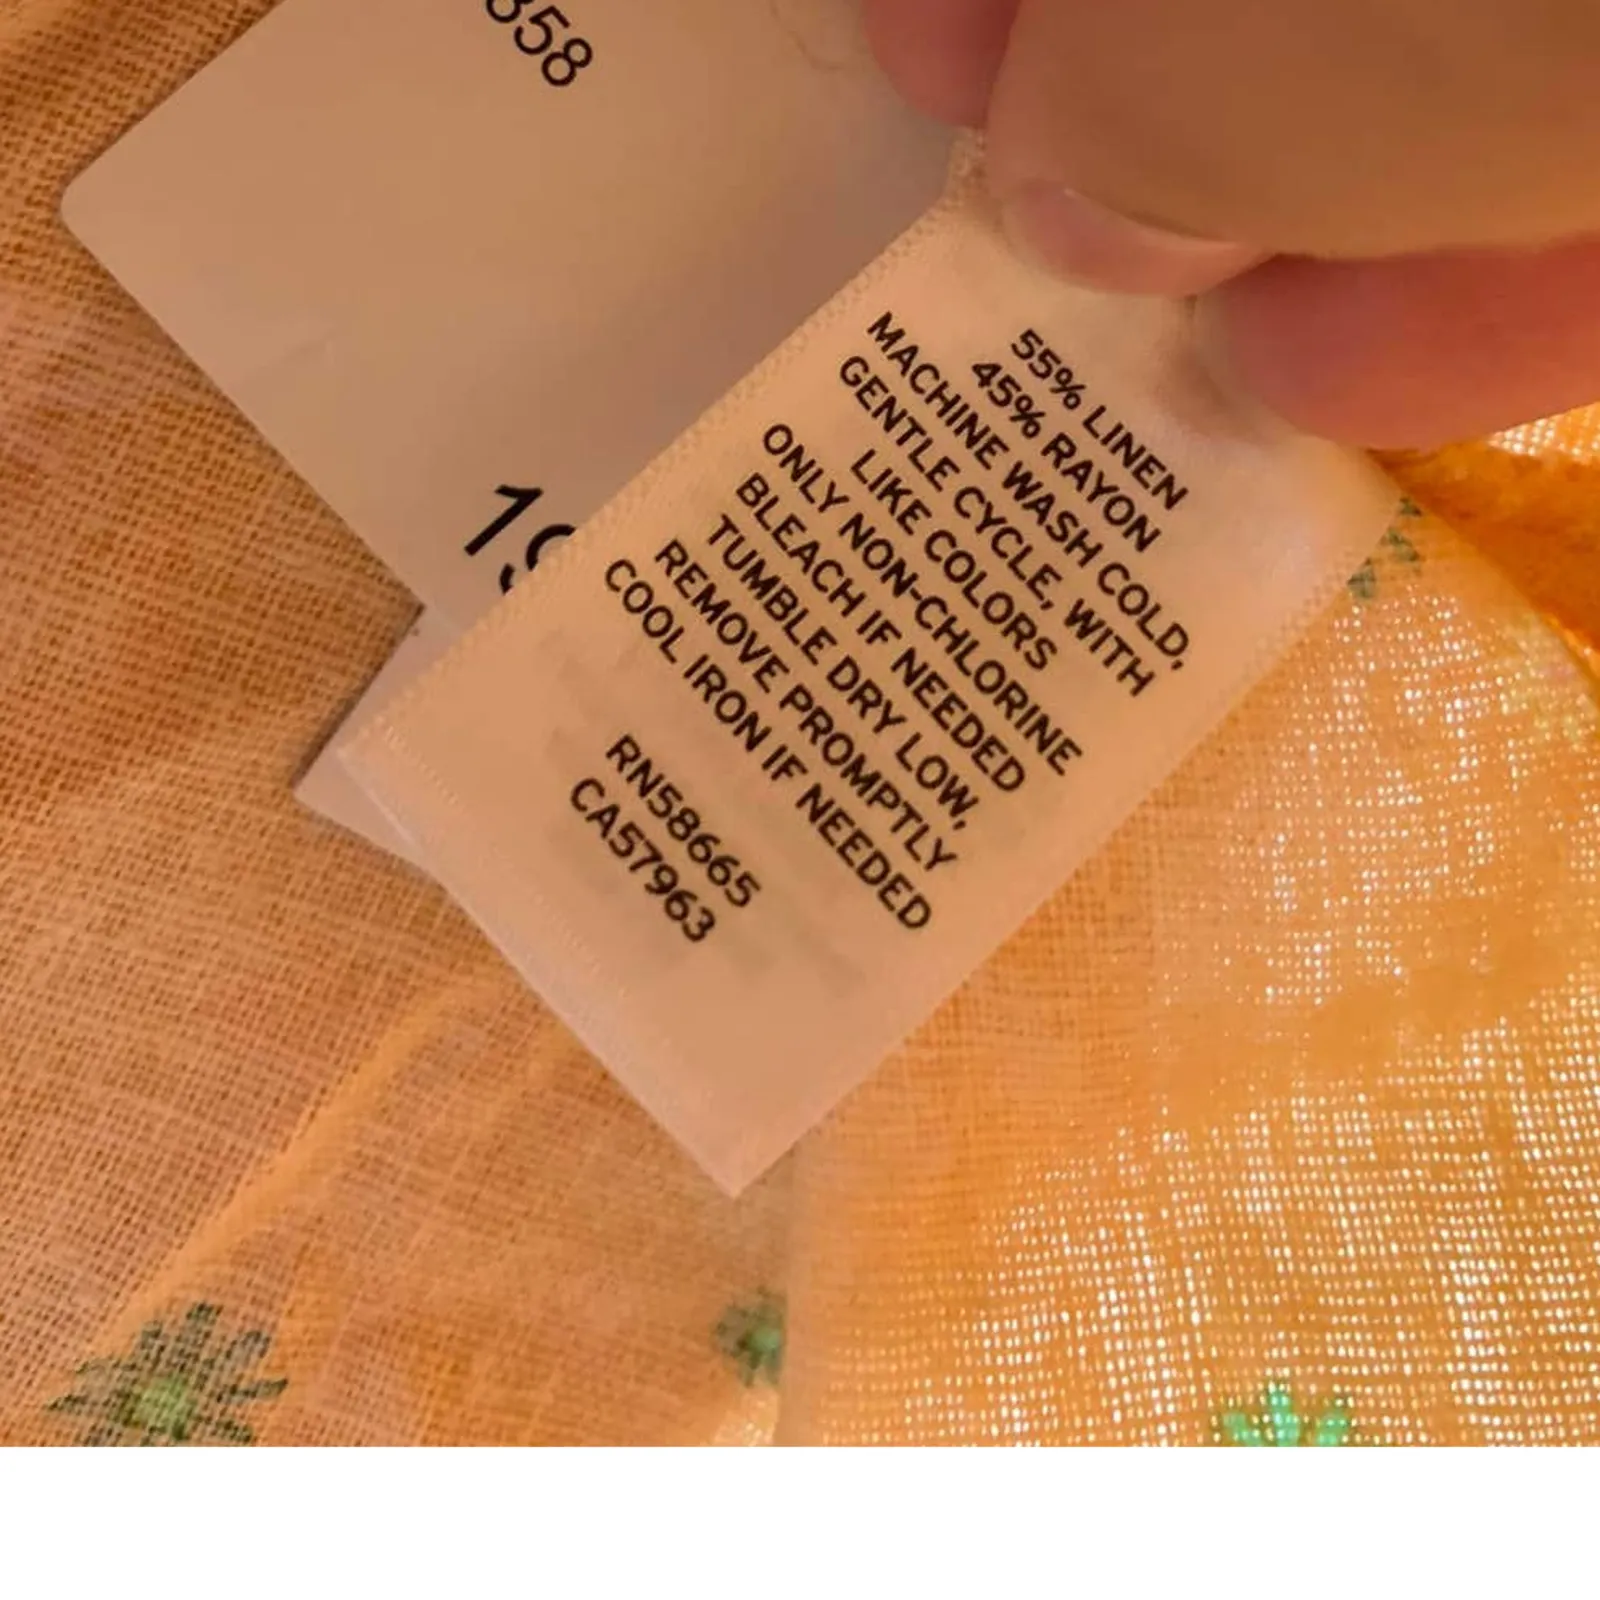 858
19
55% LINEN
45% RAYON
MACHINE WASH COLD,
GENTLE CYCLE, WITH
LIKE COLORS
ONLY NON-CHLORINE
BLEACH IF NEEDED
TUMBLE DRY LOW,
REMOVE PROMPTLY
COOL IRON IF NEEDED
RN58665
CA57963